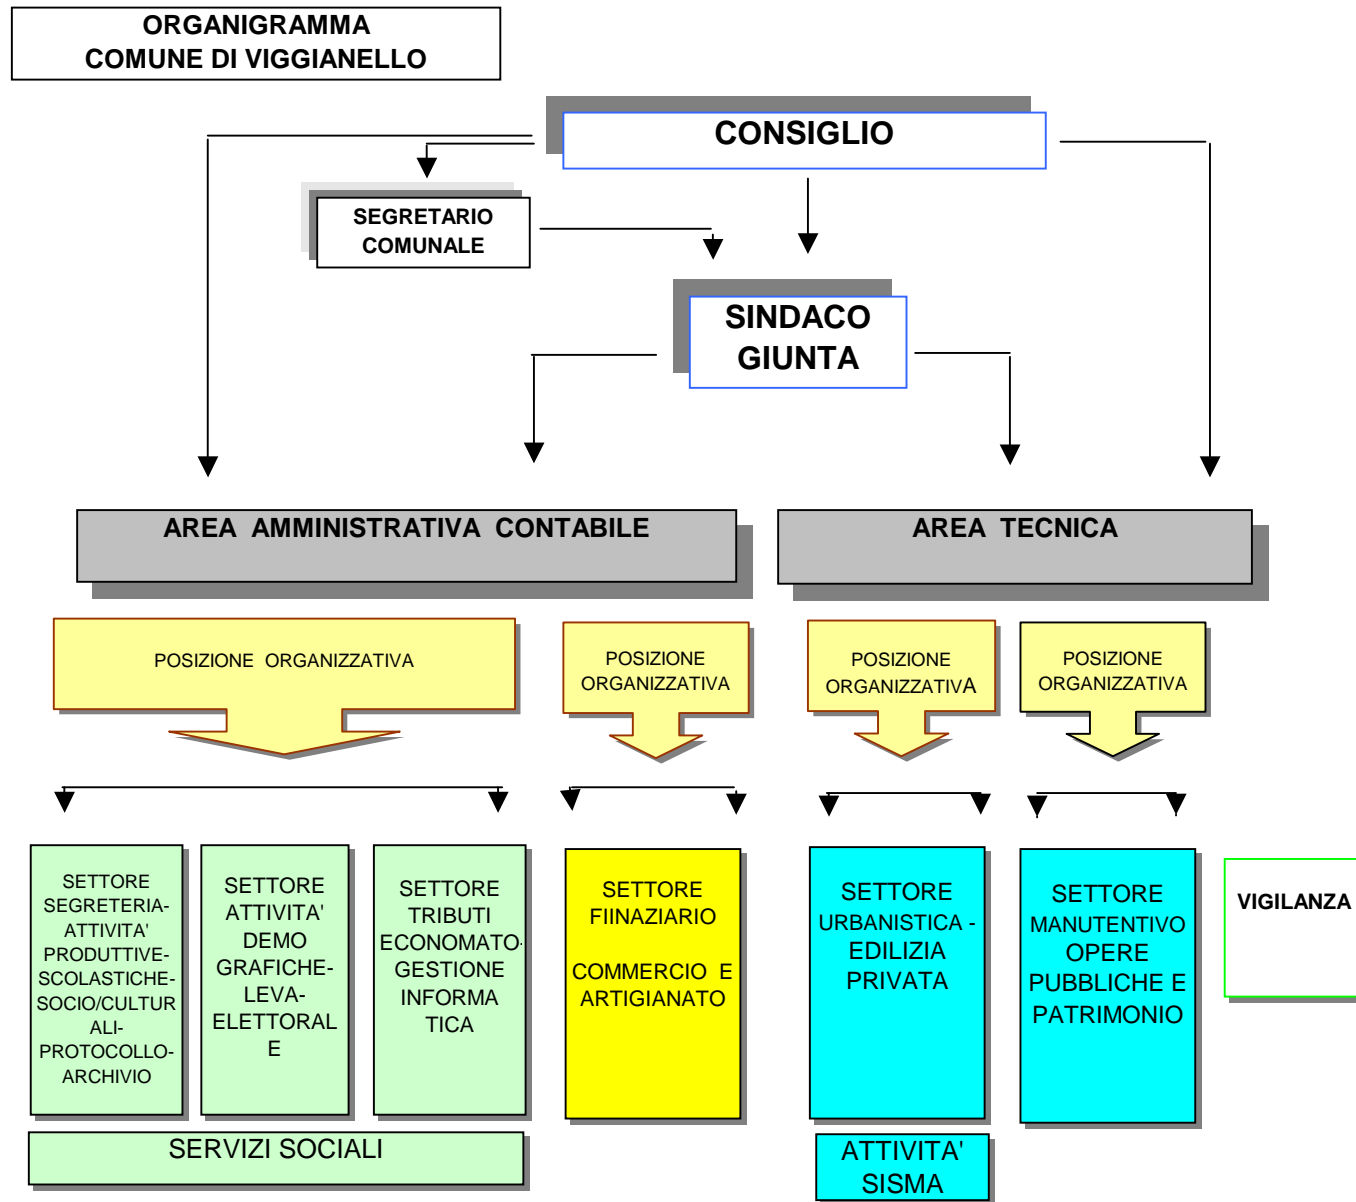 ORGANIGRAMMA
COMUNE DI VIGGIANELLO
CONSIGLIO
SEGRETARIO
COMUNALE
SINDACO
GIUNTA
AREA AMMINISTRATIVA CONTABILE
AREA TECNICA
POSIZIONE ORGANIZZATIVA
POSIZIONE
ORGANIZZATIVA
POSIZIONE
ORGANIZZATIVA
POSIZIONE
ORGANIZZATIVA
SETTORE
SEGRETERIA-
ATTIVITA'
PRODUTTIVE-
SCOLASTICHE-
SOCIO/CULTUR
ALI-
PROTOCOLLO-
ARCHIVIO
SETTORE
ATTIVITA'
DEMO
GRAFICHE-
LEVA-
ELETTORAL
E
SETTORE
TRIBUTI
ECONOMATO-
GESTIONE
INFORMA
TICA
SETTORE
FIINAZIARIO
COMMERCIO E
ARTIGIANATO
SETTORE
URBANISTICA -
EDILIZIA
PRIVATA
SETTORE
MANUTENTIVO
OPERE
PUBBLICHE E
PATRIMONIO
VIGILANZA
SERVIZI SOCIALI
ATTIVITA'
SISMA